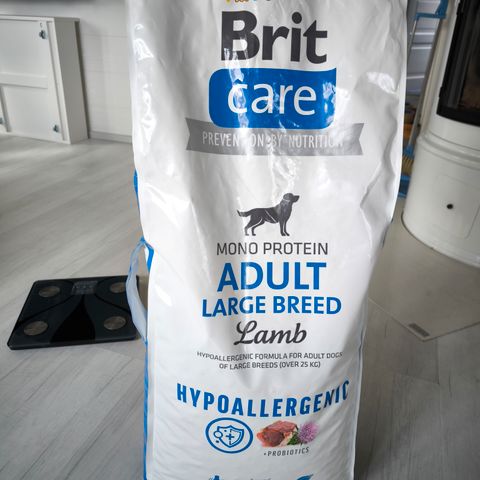 Brit
care
PREVENTION BY NUTRITION
MONO PROTEIN
ADULT
LARGE BREED
Lamb
HYPOALLERGENIC FORMULA FOR ADULT DOGS
OF LARGE BREEDS (OVER 25 KG)
HYPOALLERGENIC
+PROBIOTICS